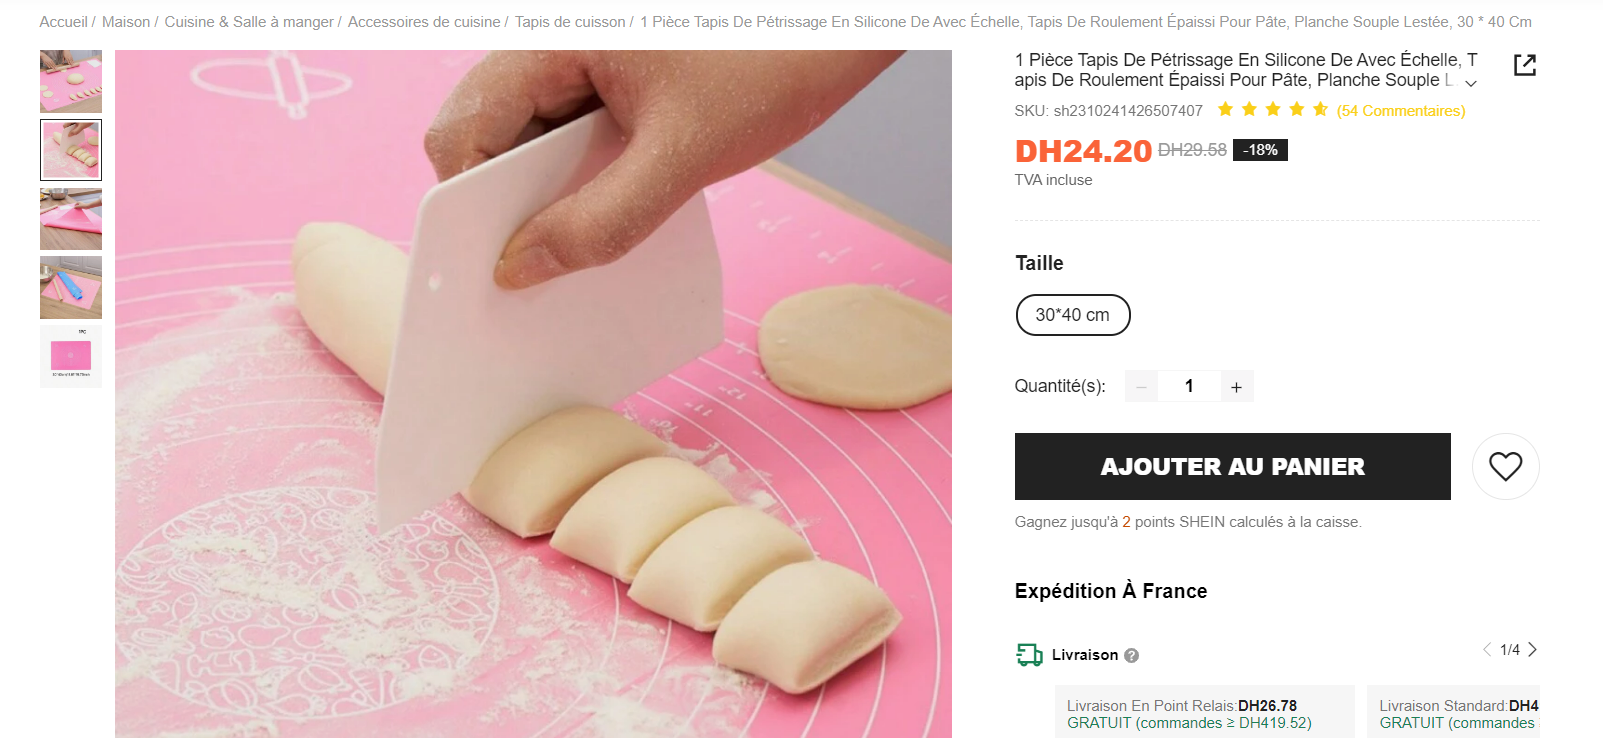 Accueil / Maison / Cuisine & Salle à manger / Accessoires de cuisine / Tapis de cuisson / 1 Pièce Tapis De Pétrissage En Silicone De Avec Échelle, Tapis De Roulement Épaissi Pour Pâte, Planche Souple Lestée, 30 * 40 Cm
1 Pièce Tapis De Pétrissage En Silicone De Avec Échelle, T
apis De Roulement Épaissi Pour Pâte, Planche Souple L
SKU: sh2310241426507407 (54 Commentaires)
DH24.20 DH29.58 -18%
TVA incluse
Taille
30*40 cm
Quantité(s): − 1 +
AJOUTER AU PANIER
Gagnez jusqu'à 2 points SHEIN calculés à la caisse.
Expédition À France
Livraison ? 1/4
Livraison En Point Relais:DH26.78
GRATUIT (commandes ≥ DH419.52)
Livraison Standard:DH4
GRATUIT (commandes
1PC